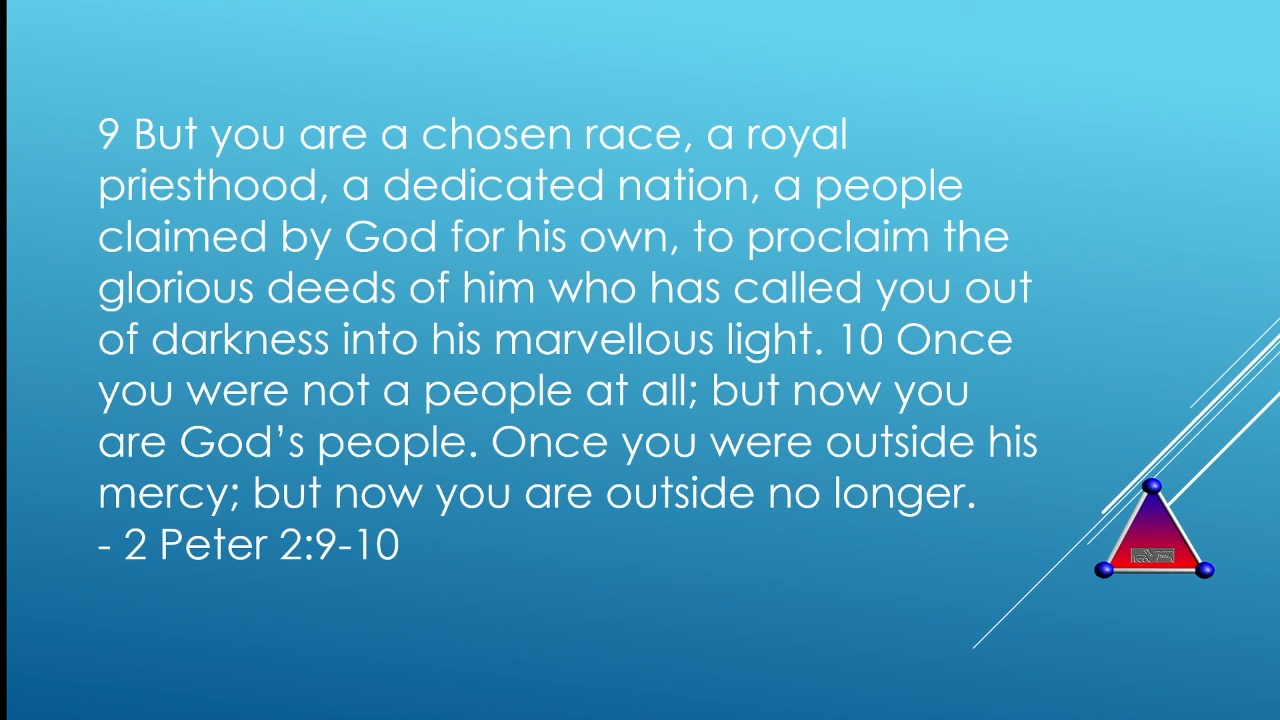 9 But you are a chosen race, a royal
priesthood, a dedicated nation, a people
claimed by God for his own, to proclaim the
glorious deeds of him who has called you out
of darkness into his marvellous light. 10 Once
you were not a people at all; but now you
are God’s people. Once you were outside his
mercy; but now you are outside no longer.
- 2 Peter 2:9-10